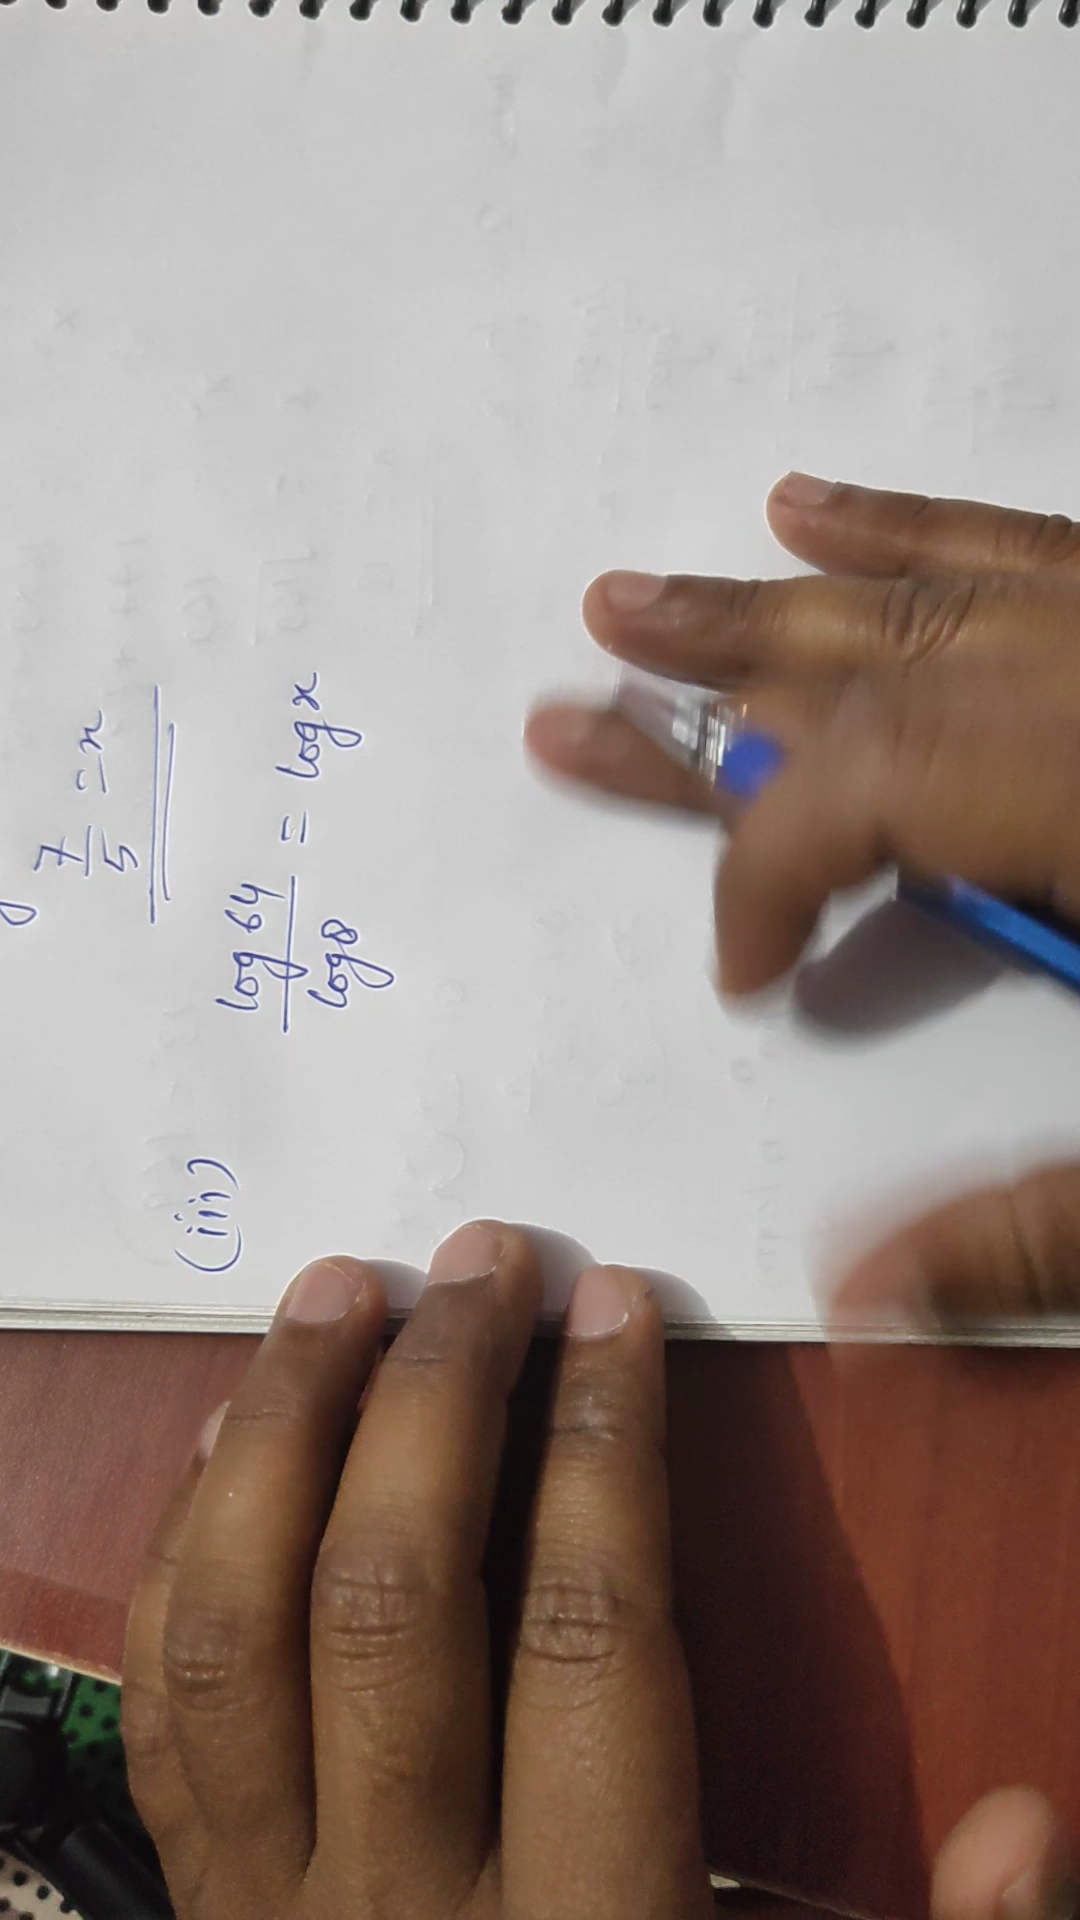 7/5 = x
(iii) log 64 / log 8 = log x